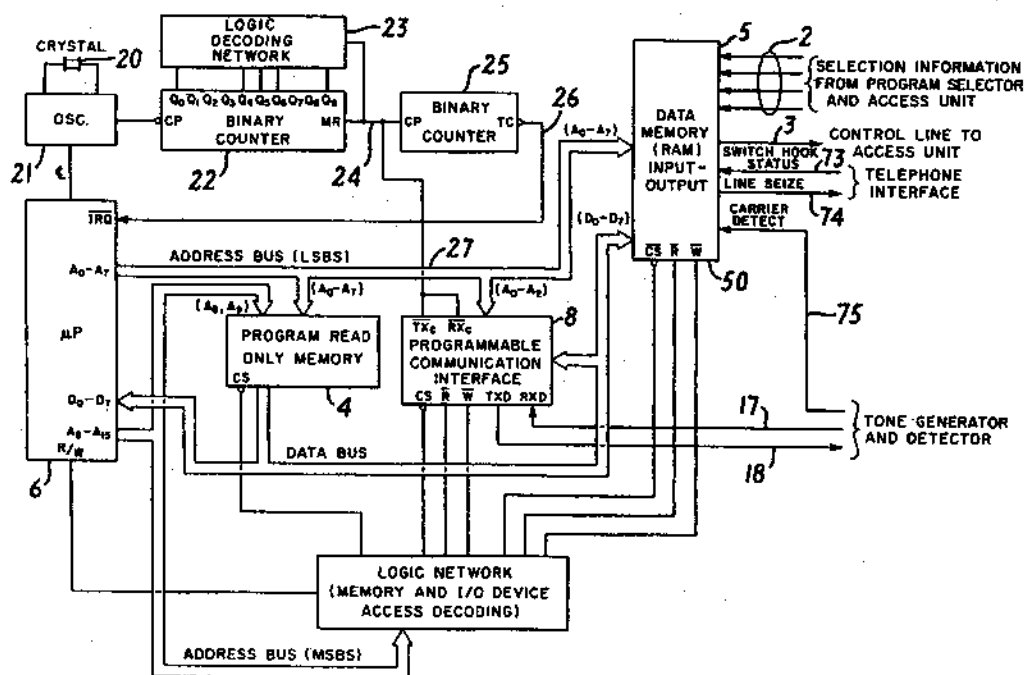 CRYSTAL
20
LOGIC
DECODING
NETWORK
23
OSC.
21
CP
Q0 Q1 Q2 Q3 Q4 Q5 Q6 Q7 Q8 Q9
BINARY
COUNTER
MR
22
24
25
CP
BINARY
COUNTER
TC
26
5
2
DATA
MEMORY
(RAM)
INPUT-
OUTPUT
SELECTION INFORMATION
FROM PROGRAM SELECTOR
AND ACCESS UNIT
3
CONTROL LINE TO
ACCESS UNIT
SWITCH HOOK
STATUS
73
TELEPHONE
INTERFACE
LINE SEIZE
74
CARRIER
DETECT
C̅S̅ R̅ W̅
50
75
(A0-A7)
(D0-D7)
I̅R̅Q̅
A0-A7
μP
D0-D7
A8-A15
R/W
6
ADDRESS BUS (LSBS)
27
(A8, A9)
(A0-A7)
(A0-A2)
PROGRAM READ
ONLY MEMORY
CS
4
T̅X̅C̅ R̅X̅C̅
8
PROGRAMMABLE
COMMUNICATION
INTERFACE
CS R̅ W̅ TXD RXD
17
TONE GENERATOR
AND DETECTOR
18
DATA BUS
LOGIC NETWORK
(MEMORY AND I/O DEVICE
ACCESS DECODING)
ADDRESS BUS (MSBS)